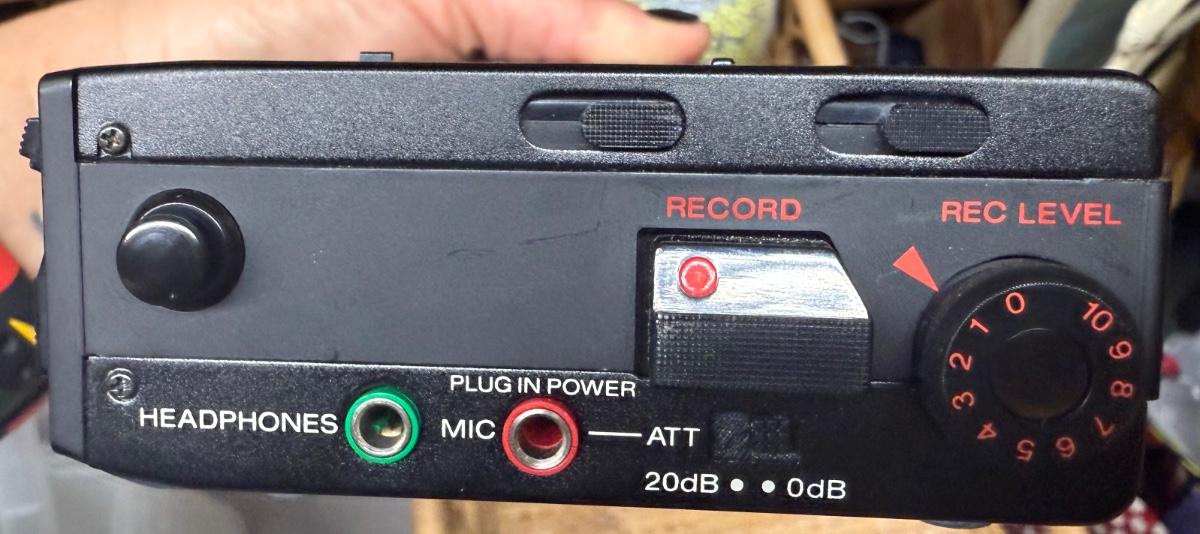 RECORD
REC LEVEL
0 1 2 3 4 5 6 7 8 9 10
PLUG IN POWER
HEADPHONES
MIC
ATT
20dB
0dB